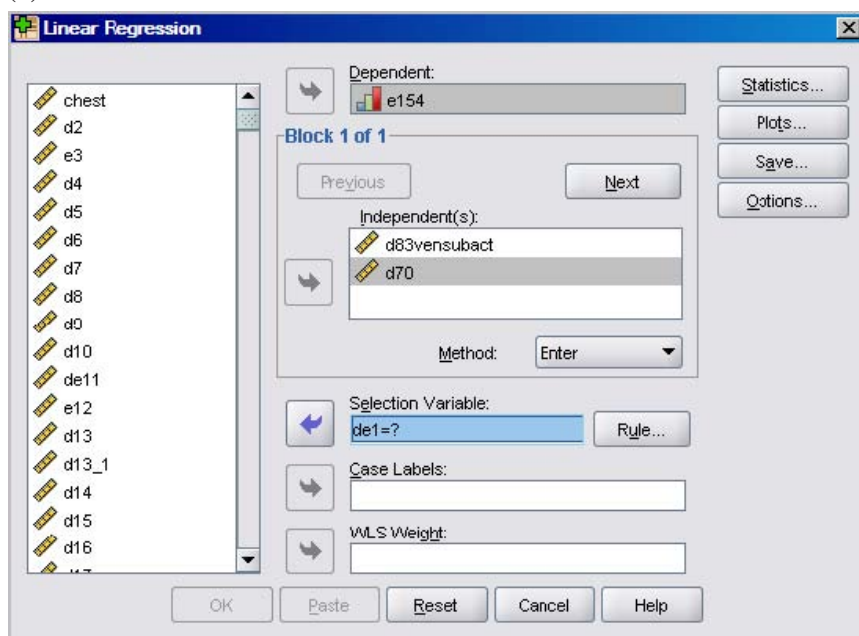 Linear Regression
chest
d2
e3
d4
d5
d6
d7
d8
d9
d10
de11
e12
d13
d13_1
d14
d15
d16
Dependent:
e154
Block 1 of 1
Previous
Next
Independent(s):
d83vensubact
d70
Method: Enter
Selection Variable:
de1=?
Rule...
Case Labels:
WLS Weight:
Statistics...
Plots...
Save...
Options...
OK
Paste
Reset
Cancel
Help